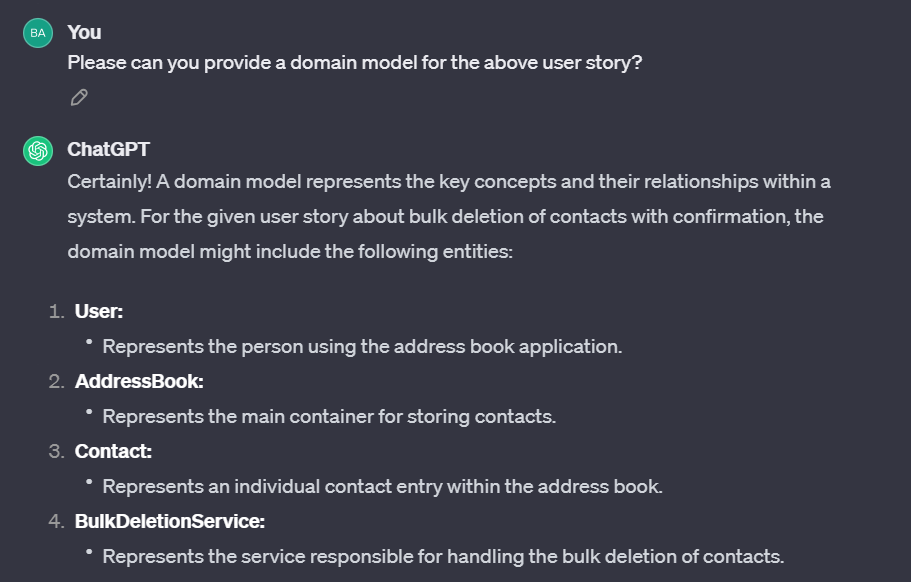 BA You
Please can you provide a domain model for the above user story?
ChatGPT
Certainly! A domain model represents the key concepts and their relationships within a
system. For the given user story about bulk deletion of contacts with confirmation, the
domain model might include the following entities:
1. User:
• Represents the person using the address book application.
2. AddressBook:
• Represents the main container for storing contacts.
3. Contact:
• Represents an individual contact entry within the address book.
4. BulkDeletionService:
• Represents the service responsible for handling the bulk deletion of contacts.